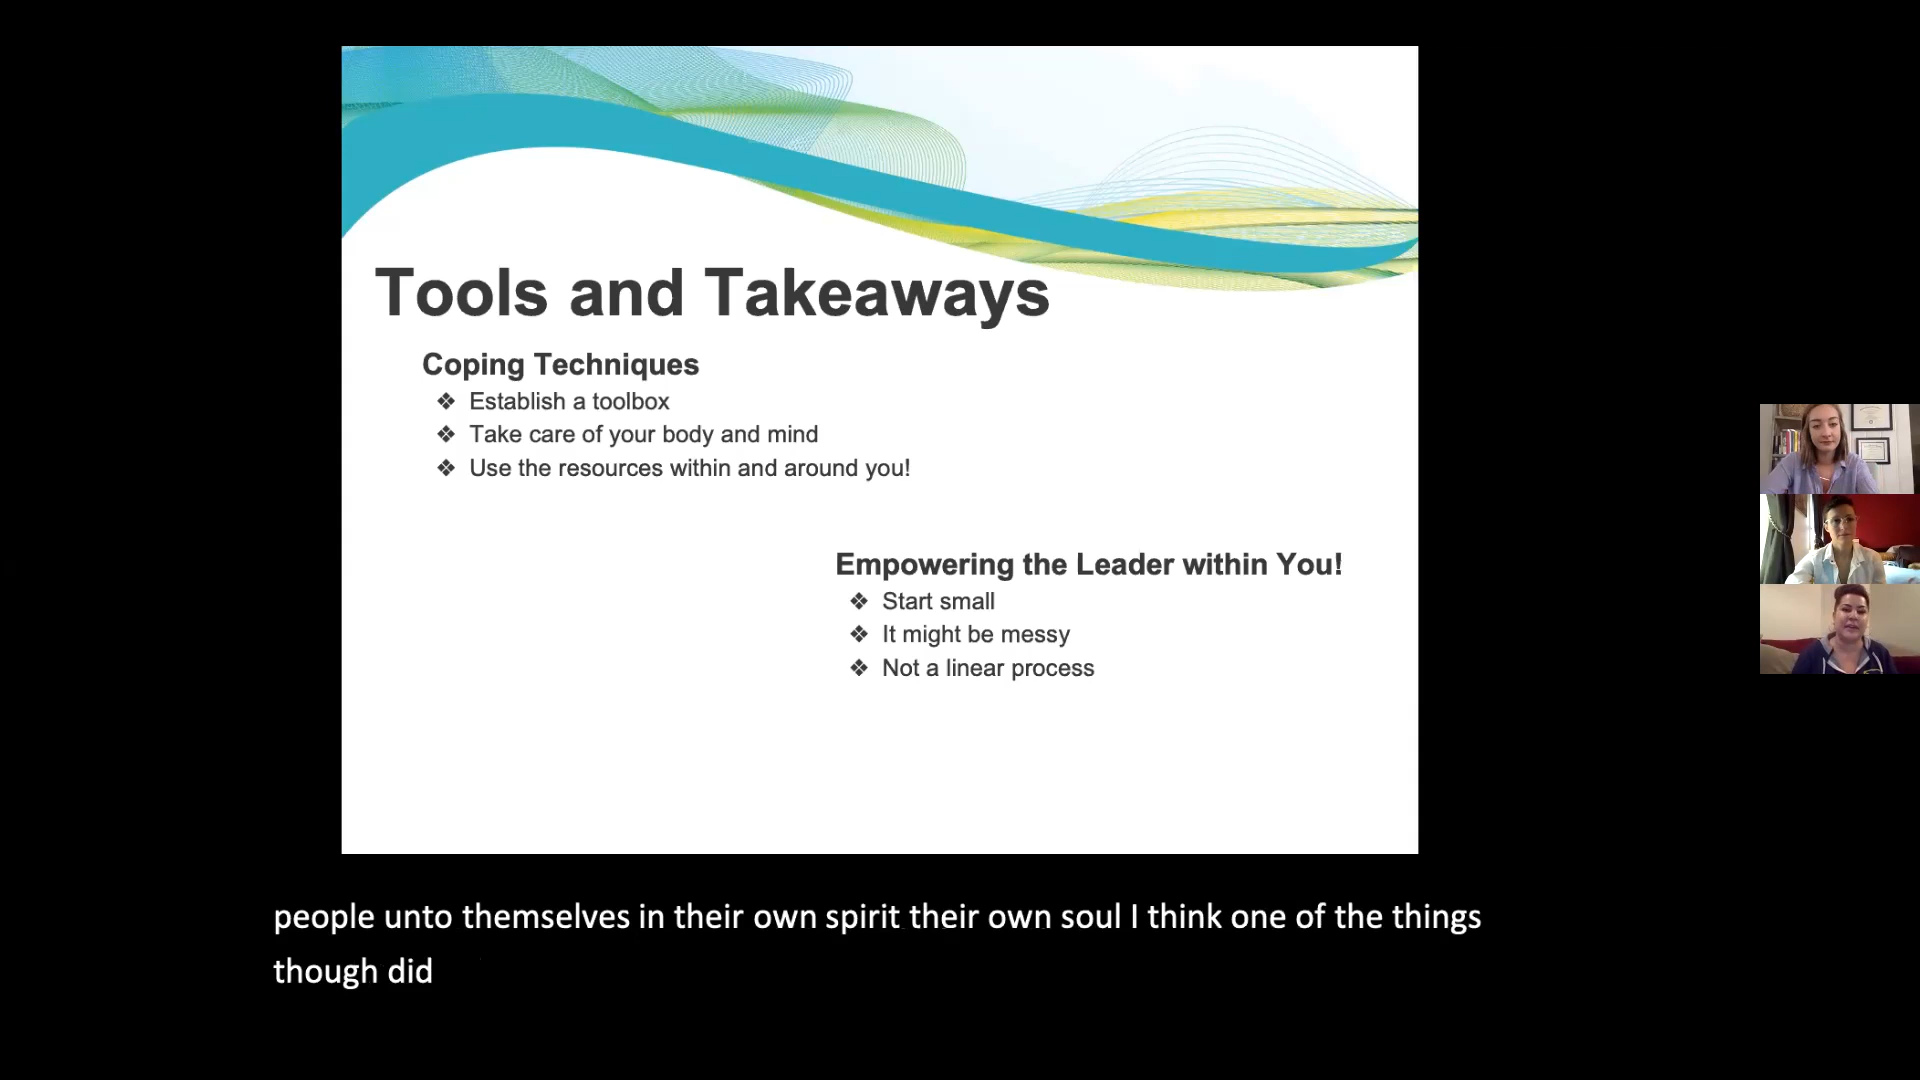 Tools and Takeaways
Coping Techniques
❖ Establish a toolbox
❖ Take care of your body and mind
❖ Use the resources within and around you!
Empowering the Leader within You!
❖ Start small
❖ It might be messy
❖ Not a linear process
people unto themselves in their own spirit their own soul I think one of the things
though did